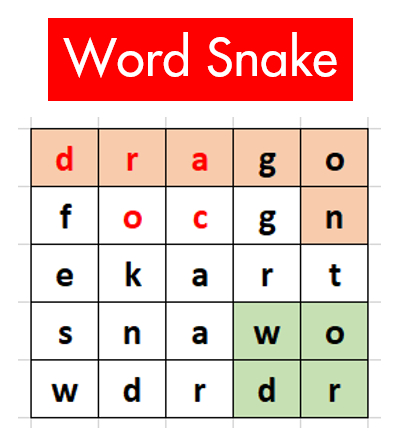 Word Snake
d r a g o
f o c g n
e k a r t
s n a w o
w d r d r